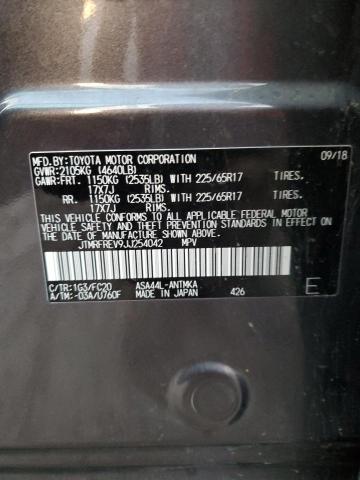 MFD.BY:TOYOTA MOTOR CORPORATION 09/18
GVWR:2105KG (4640LB)
GAWR:FRT. 1150KG (2535LB) WITH 225/65R17 TIRES.
17X7J RIMS.
RR. 1150KG (2535LB) WITH 225/65R17 TIRES.
17X7J RIMS.
THIS VEHICLE CONFORMS TO ALL APPLICABLE FEDERAL MOTOR
VEHICLE SAFETY, BUMPER, AND THEFT PREVENTION STANDARDS
IN EFFECT ON THE DATE OF MANUFACTURE SHOWN ABOVE.
JTMRFREV9JJ254042 MPV
C/TR:1G3/FC20 ASA44L-ANTMKA E
A/TM:-03A/U760F MADE IN JAPAN 426